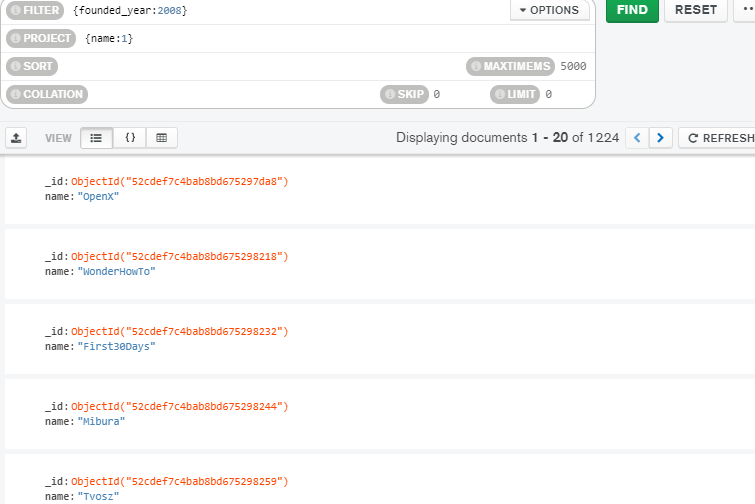 FILTER {founded_year:2008} OPTIONS FIND RESET
PROJECT {name:1}
SORT MAXTIMEMS 5000
COLLATION SKIP 0 LIMIT 0
VIEW {} Displaying documents 1 - 20 of 1224 < > REFRESH
_id: ObjectId("52cdef7c4bab8bd675297da8")
name: "OpenX"
_id: ObjectId("52cdef7c4bab8bd675298218")
name: "WonderHowTo"
_id: ObjectId("52cdef7c4bab8bd675298232")
name: "First30Days"
_id: ObjectId("52cdef7c4bab8bd675298244")
name: "Mibura"
_id: ObjectId("52cdef7c4bab8bd675298259")
name: "Tvosz"